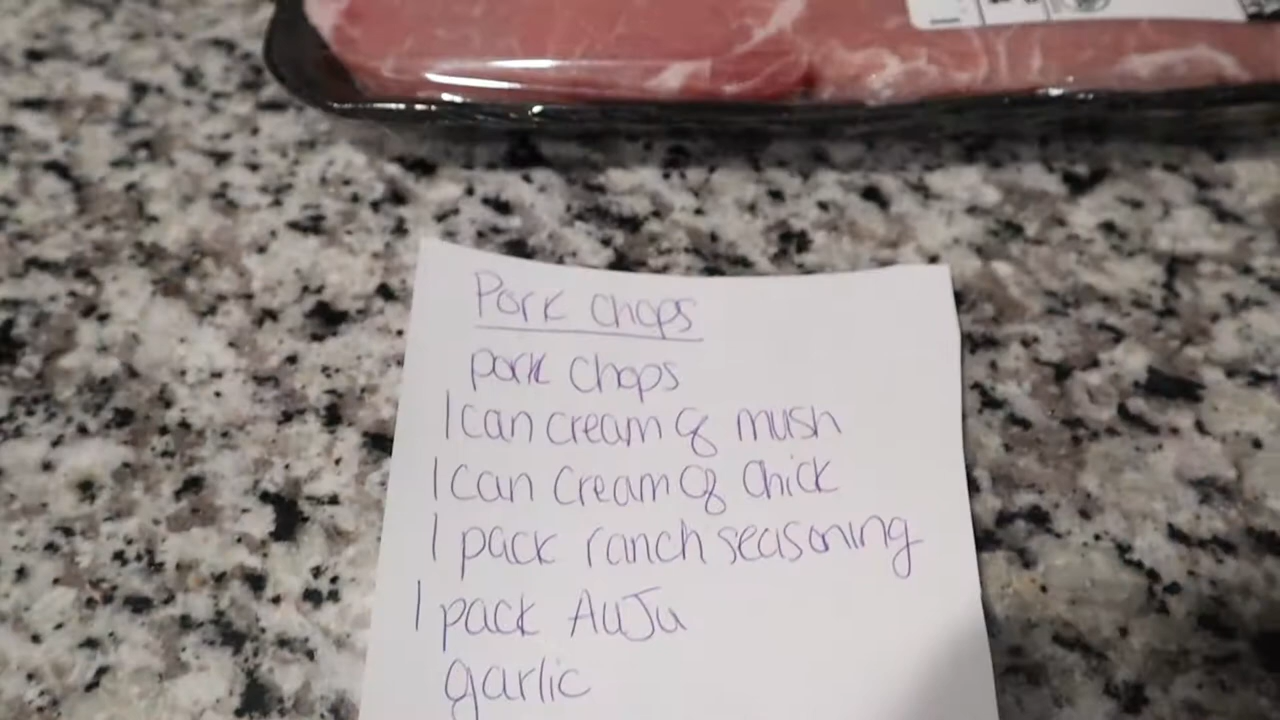 Pork chops
pork chops
1 can cream of mush
1 can cream of chick
1 pack ranch seasoning
1 pack AuJu
garlic